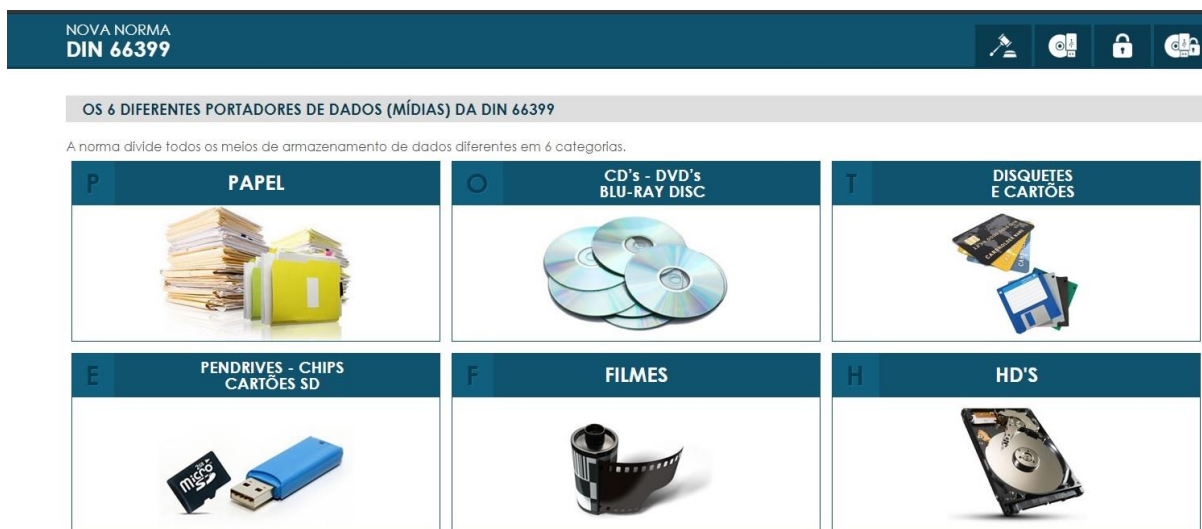 NOVA NORMA
DIN 66399
OS 6 DIFERENTES PORTADORES DE DADOS (MÍDIAS) DA DIN 66399
A norma divide todos os meios de armazenamento de dados diferentes em 6 categorias.
P
PAPEL
O
CD's - DVD's
BLU-RAY DISC
T
DISQUETES
E CARTÕES
E
PENDRIVES - CHIPS
CARTÕES SD
F
FILMES
H
HD'S
micro
SD